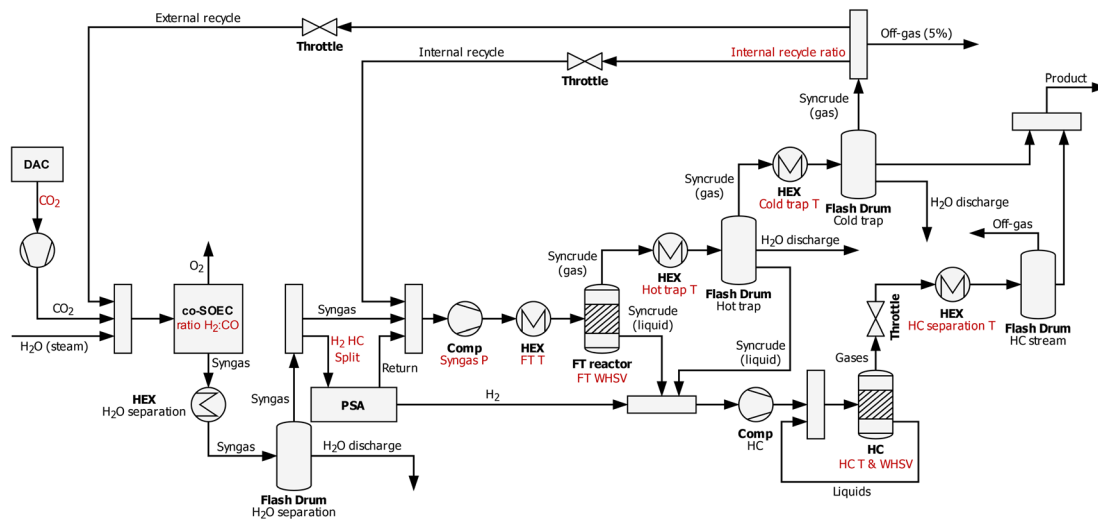 External recycle
Throttle
Internal recycle
Throttle
Internal recycle ratio
Off-gas (5%)
Product
Syncrude
(gas)
DAC
CO2
CO2
H2O (steam)
O2
co-SOEC
ratio H2:CO
Syngas
HEX
H2O separation
Syngas
Syngas
Flash Drum
H2O separation
H2O discharge
Syngas
H2 HC
Split
Return
PSA
H2
Comp
Syngas P
HEX
FT T
Syncrude
(gas)
FT reactor
FT WHSV
Syncrude
(liquid)
HEX
Hot trap T
Syncrude
(gas)
Flash Drum
Hot trap
H2O discharge
Syncrude
(liquid)
HEX
Cold trap T
Flash Drum
Cold trap
H2O discharge
Comp
HC
Gases
HC
HC T & WHSV
Liquids
Throttle
HEX
HC separation T
Off-gas
Flash Drum
HC stream